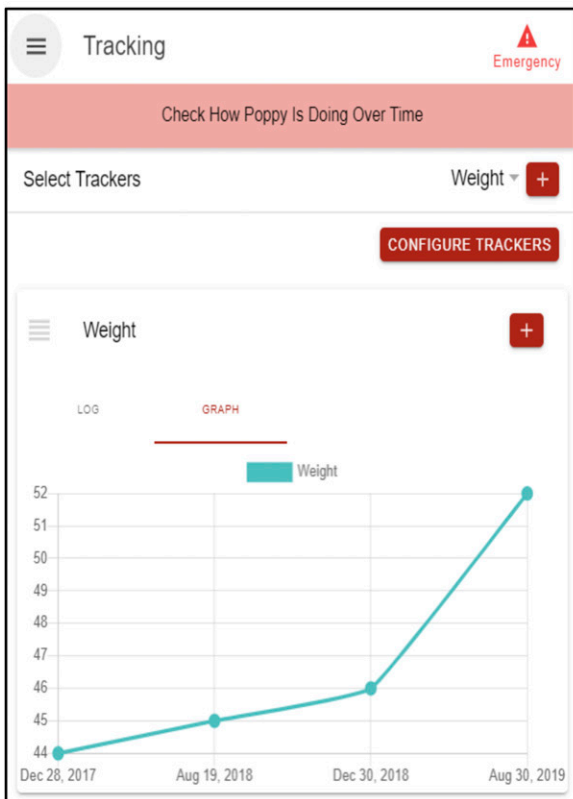 Tracking
Emergency
Check How Poppy Is Doing Over Time
Select Trackers
Weight
+
CONFIGURE TRACKERS
Weight
+
LOG
GRAPH
Weight
52
51
50
49
48
47
46
45
44
Dec 28, 2017
Aug 19, 2018
Dec 30, 2018
Aug 30, 2019